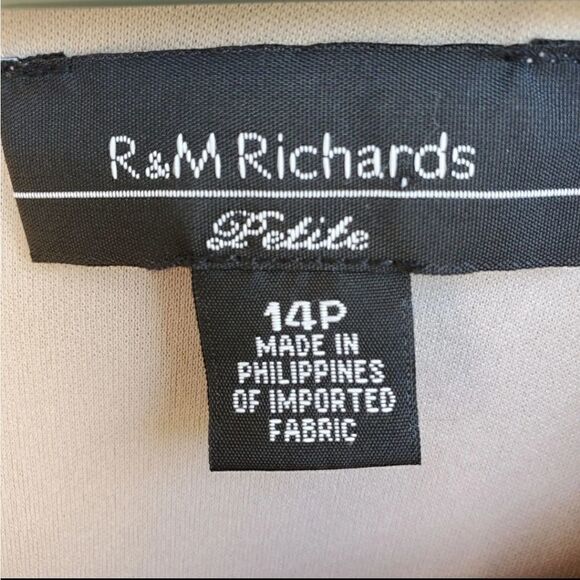 R&M Richards
Petite
14P
MADE IN
PHILIPPINES
OF IMPORTED
FABRIC